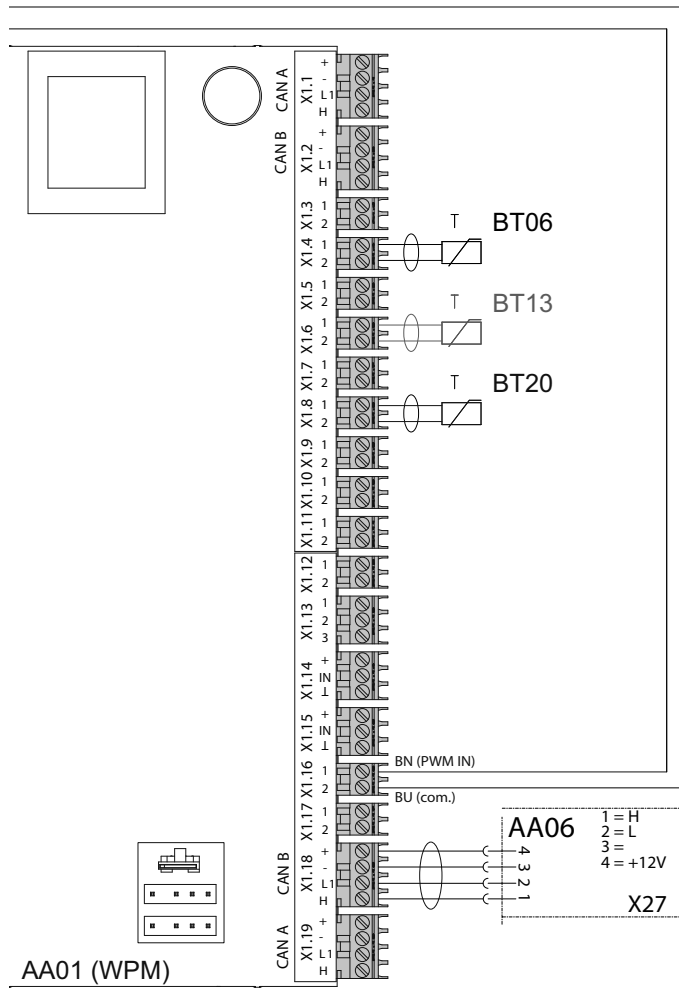 CAN A
X1.1
+
-
L1
H
CAN B
X1.2
+
-
L1
H
X1.3
1
2
X1.4
1
2
T
BT06
X1.5
1
2
X1.6
1
2
T
BT13
X1.7
1
2
X1.8
1
2
T
BT20
X1.9
1
2
X1.10
1
2
X1.11
1
2
X1.12
1
2
X1.13
1
2
3
X1.14
+
IN
⊥
X1.15
+
IN
⊥
X1.16
1
2
BN (PWM IN)
BU (com.)
X1.17
1
2
CAN B
X1.18
+
-
L1
H
AA06
1 = H
2 = L
3 =
4 = +12V
4
3
2
1
X27
CAN A
X1.19
+
-
L1
H
AA01 (WPM)